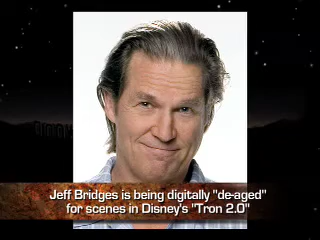 Jeff Bridges is being digitally "de-aged"
for scenes in Disney's "Tron 2.0"